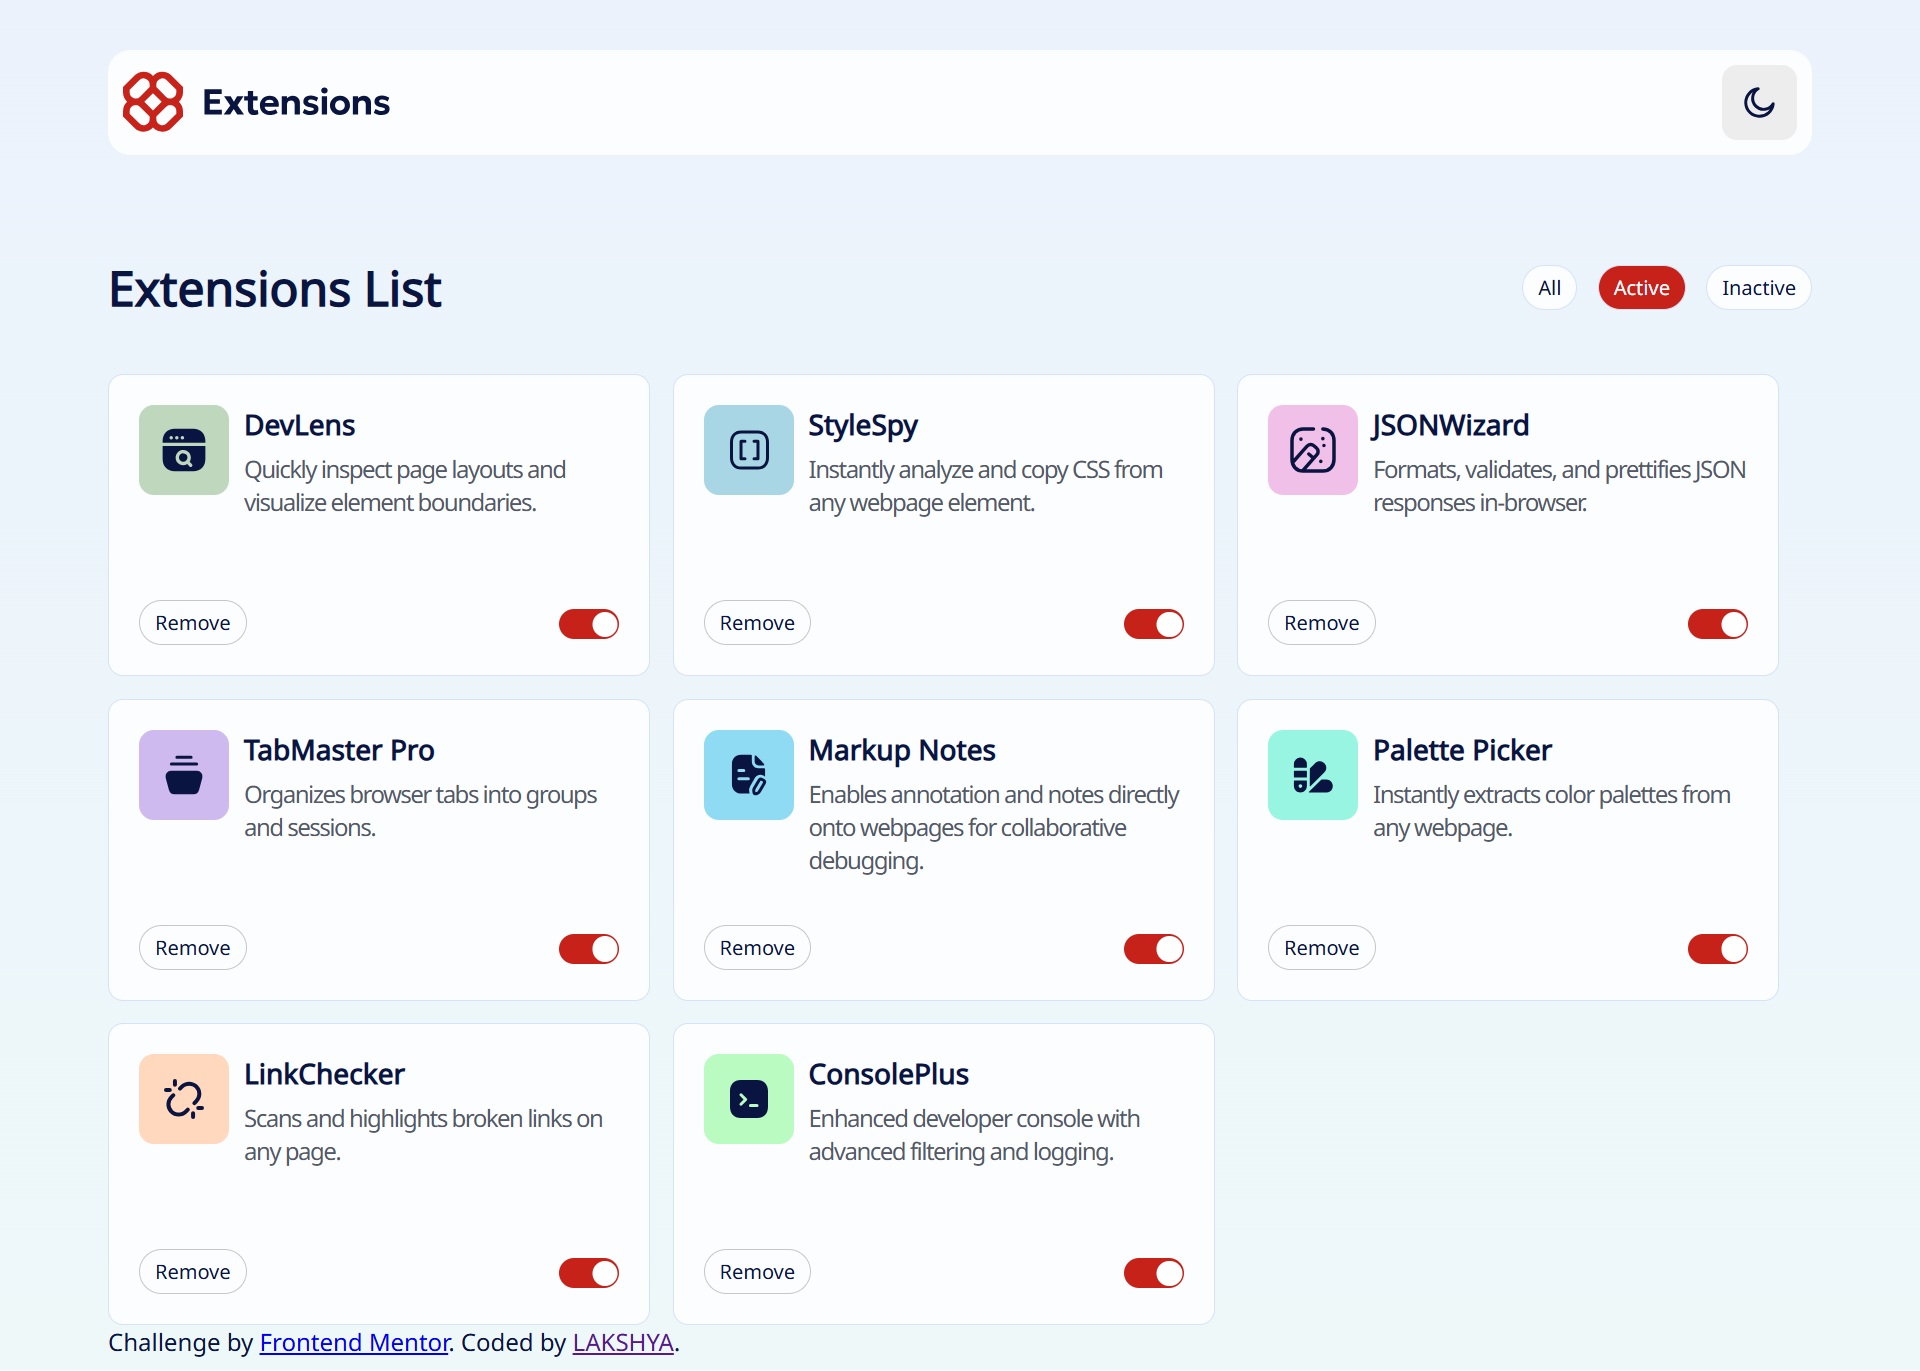 Extensions
Extensions List
All
Active
Inactive
DevLens
Quickly inspect page layouts and
visualize element boundaries.
Remove
StyleSpy
Instantly analyze and copy CSS from
any webpage element.
Remove
JSONWizard
Formats, validates, and prettifies JSON
responses in-browser.
Remove
TabMaster Pro
Organizes browser tabs into groups
and sessions.
Remove
Markup Notes
Enables annotation and notes directly
onto webpages for collaborative
debugging.
Remove
Palette Picker
Instantly extracts color palettes from
any webpage.
Remove
LinkChecker
Scans and highlights broken links on
any page.
Remove
ConsolePlus
Enhanced developer console with
advanced filtering and logging.
Remove
Challenge by Frontend Mentor. Coded by LAKSHYA.